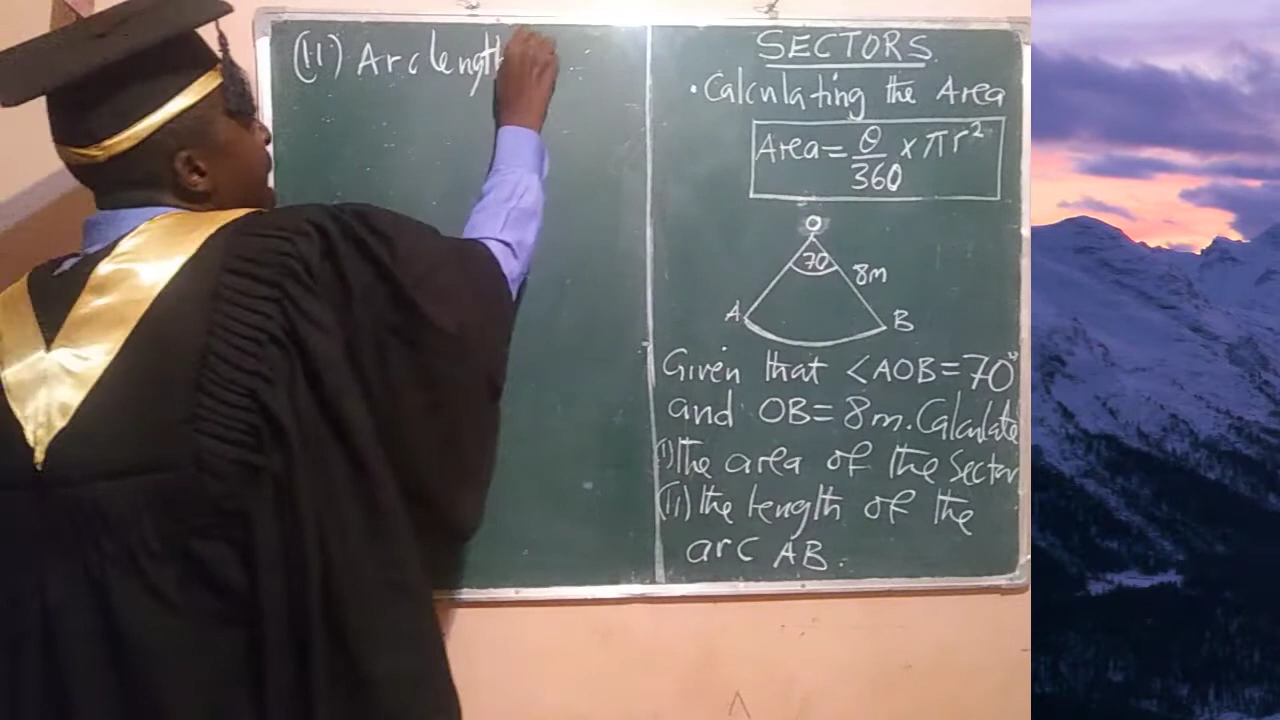 (ii) Arc length
SECTORS
• Calculating the Area
Area = θ/360 × πr²
O
70
8m
A
B
Given that <AOB = 70°
and OB = 8m. Calculate
(i) the area of the Sector
(ii) the length of the
arc AB.